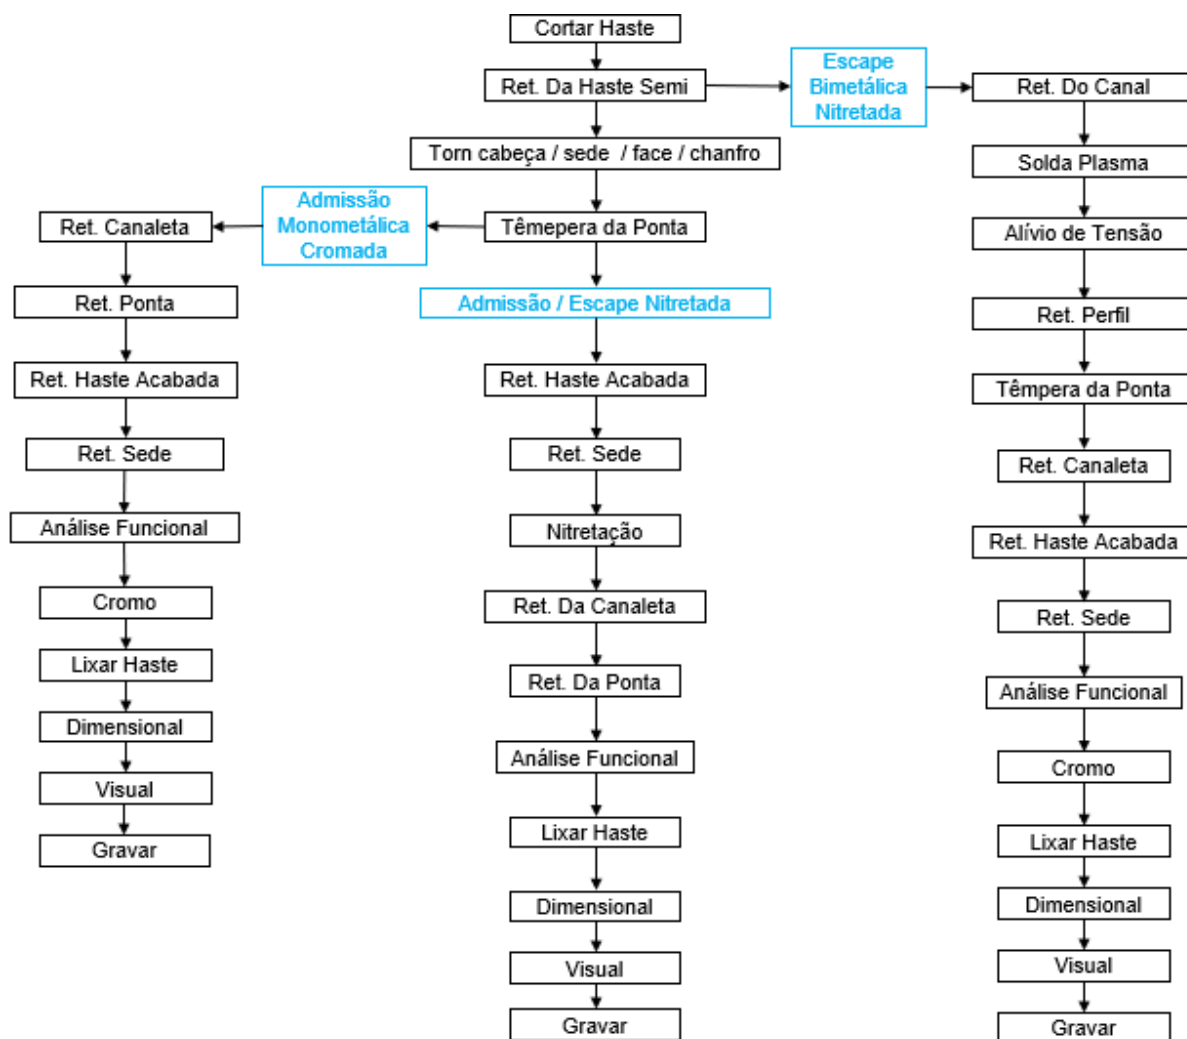 Cortar Haste
Ret. Da Haste Semi
Escape
Bimetálica
Nitretada
Ret. Do Canal
Torn cabeça / sede / face / chanfro
Solda Plasma
Admissão
Monometálica
Cromada
Ret. Canaleta
Têmepera da Ponta
Alívio de Tensão
Ret. Ponta
Admissão / Escape Nitretada
Ret. Perfil
Ret. Haste Acabada
Ret. Haste Acabada
Têmpera da Ponta
Ret. Sede
Ret. Sede
Ret. Canaleta
Análise Funcional
Nitretação
Ret. Haste Acabada
Cromo
Ret. Da Canaleta
Ret. Sede
Lixar Haste
Ret. Da Ponta
Análise Funcional
Dimensional
Análise Funcional
Cromo
Visual
Lixar Haste
Lixar Haste
Gravar
Dimensional
Dimensional
Visual
Visual
Gravar
Gravar